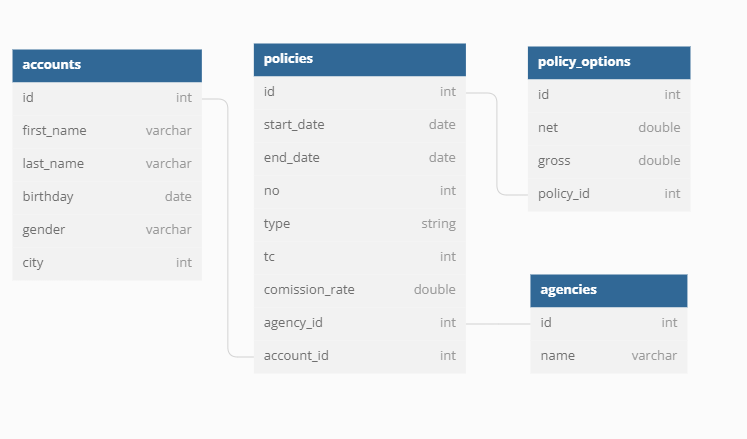 accounts
id int
first_name varchar
last_name varchar
birthday date
gender varchar
city int
policies
id int
start_date date
end_date date
no int
type string
tc int
comission_rate double
agency_id int
account_id int
policy_options
id int
net double
gross double
policy_id int
agencies
id int
name varchar